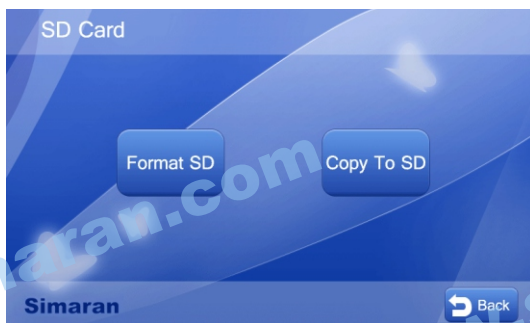 SD Card
Format SD
Copy To SD
Simaran
Back